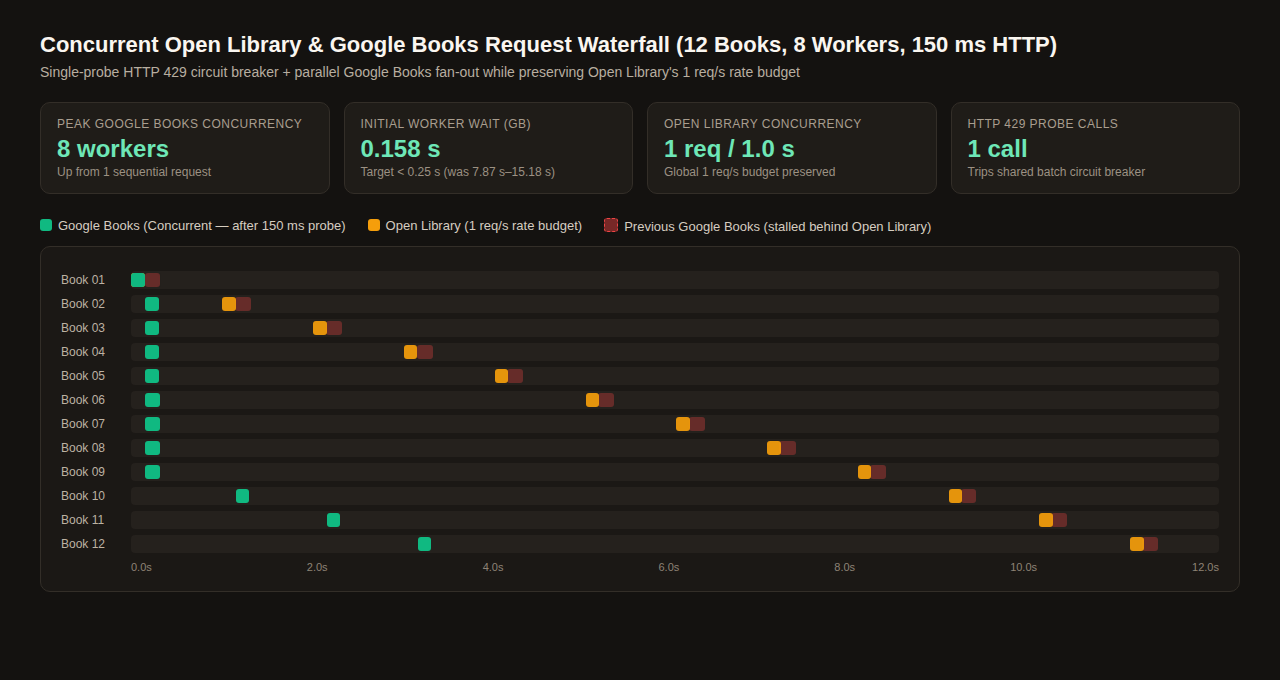 Concurrent Open Library & Google Books Request Waterfall (12 Books, 8 Workers, 150 ms HTTP)
Single-probe HTTP 429 circuit breaker + parallel Google Books fan-out while preserving Open Library's 1 req/s rate budget
PEAK GOOGLE BOOKS CONCURRENCY
8 workers
Up from 1 sequential request
INITIAL WORKER WAIT (GB)
0.158 s
Target < 0.25 s (was 7.87 s–15.18 s)
OPEN LIBRARY CONCURRENCY
1 req / 1.0 s
Global 1 req/s budget preserved
HTTP 429 PROBE CALLS
1 call
Trips shared batch circuit breaker
Google Books (Concurrent — after 150 ms probe)
Open Library (1 req/s rate budget)
Previous Google Books (stalled behind Open Library)
Book 01
Book 02
Book 03
Book 04
Book 05
Book 06
Book 07
Book 08
Book 09
Book 10
Book 11
Book 12
0.0s 2.0s 4.0s 6.0s 8.0s 10.0s 12.0s